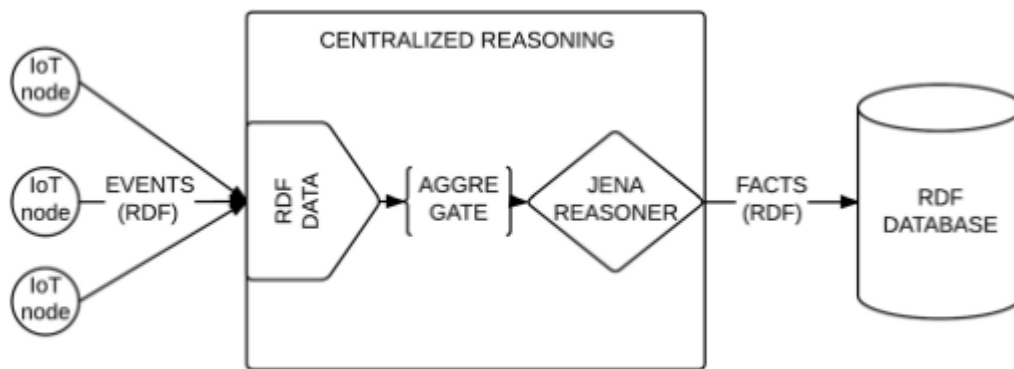 CENTRALIZED REASONING
IoT
node
IoT
node
IoT
node
EVENTS
(RDF)
RDF
DATA
AGGRE
GATE
JENA
REASONER
FACTS
(RDF)
RDF
DATABASE